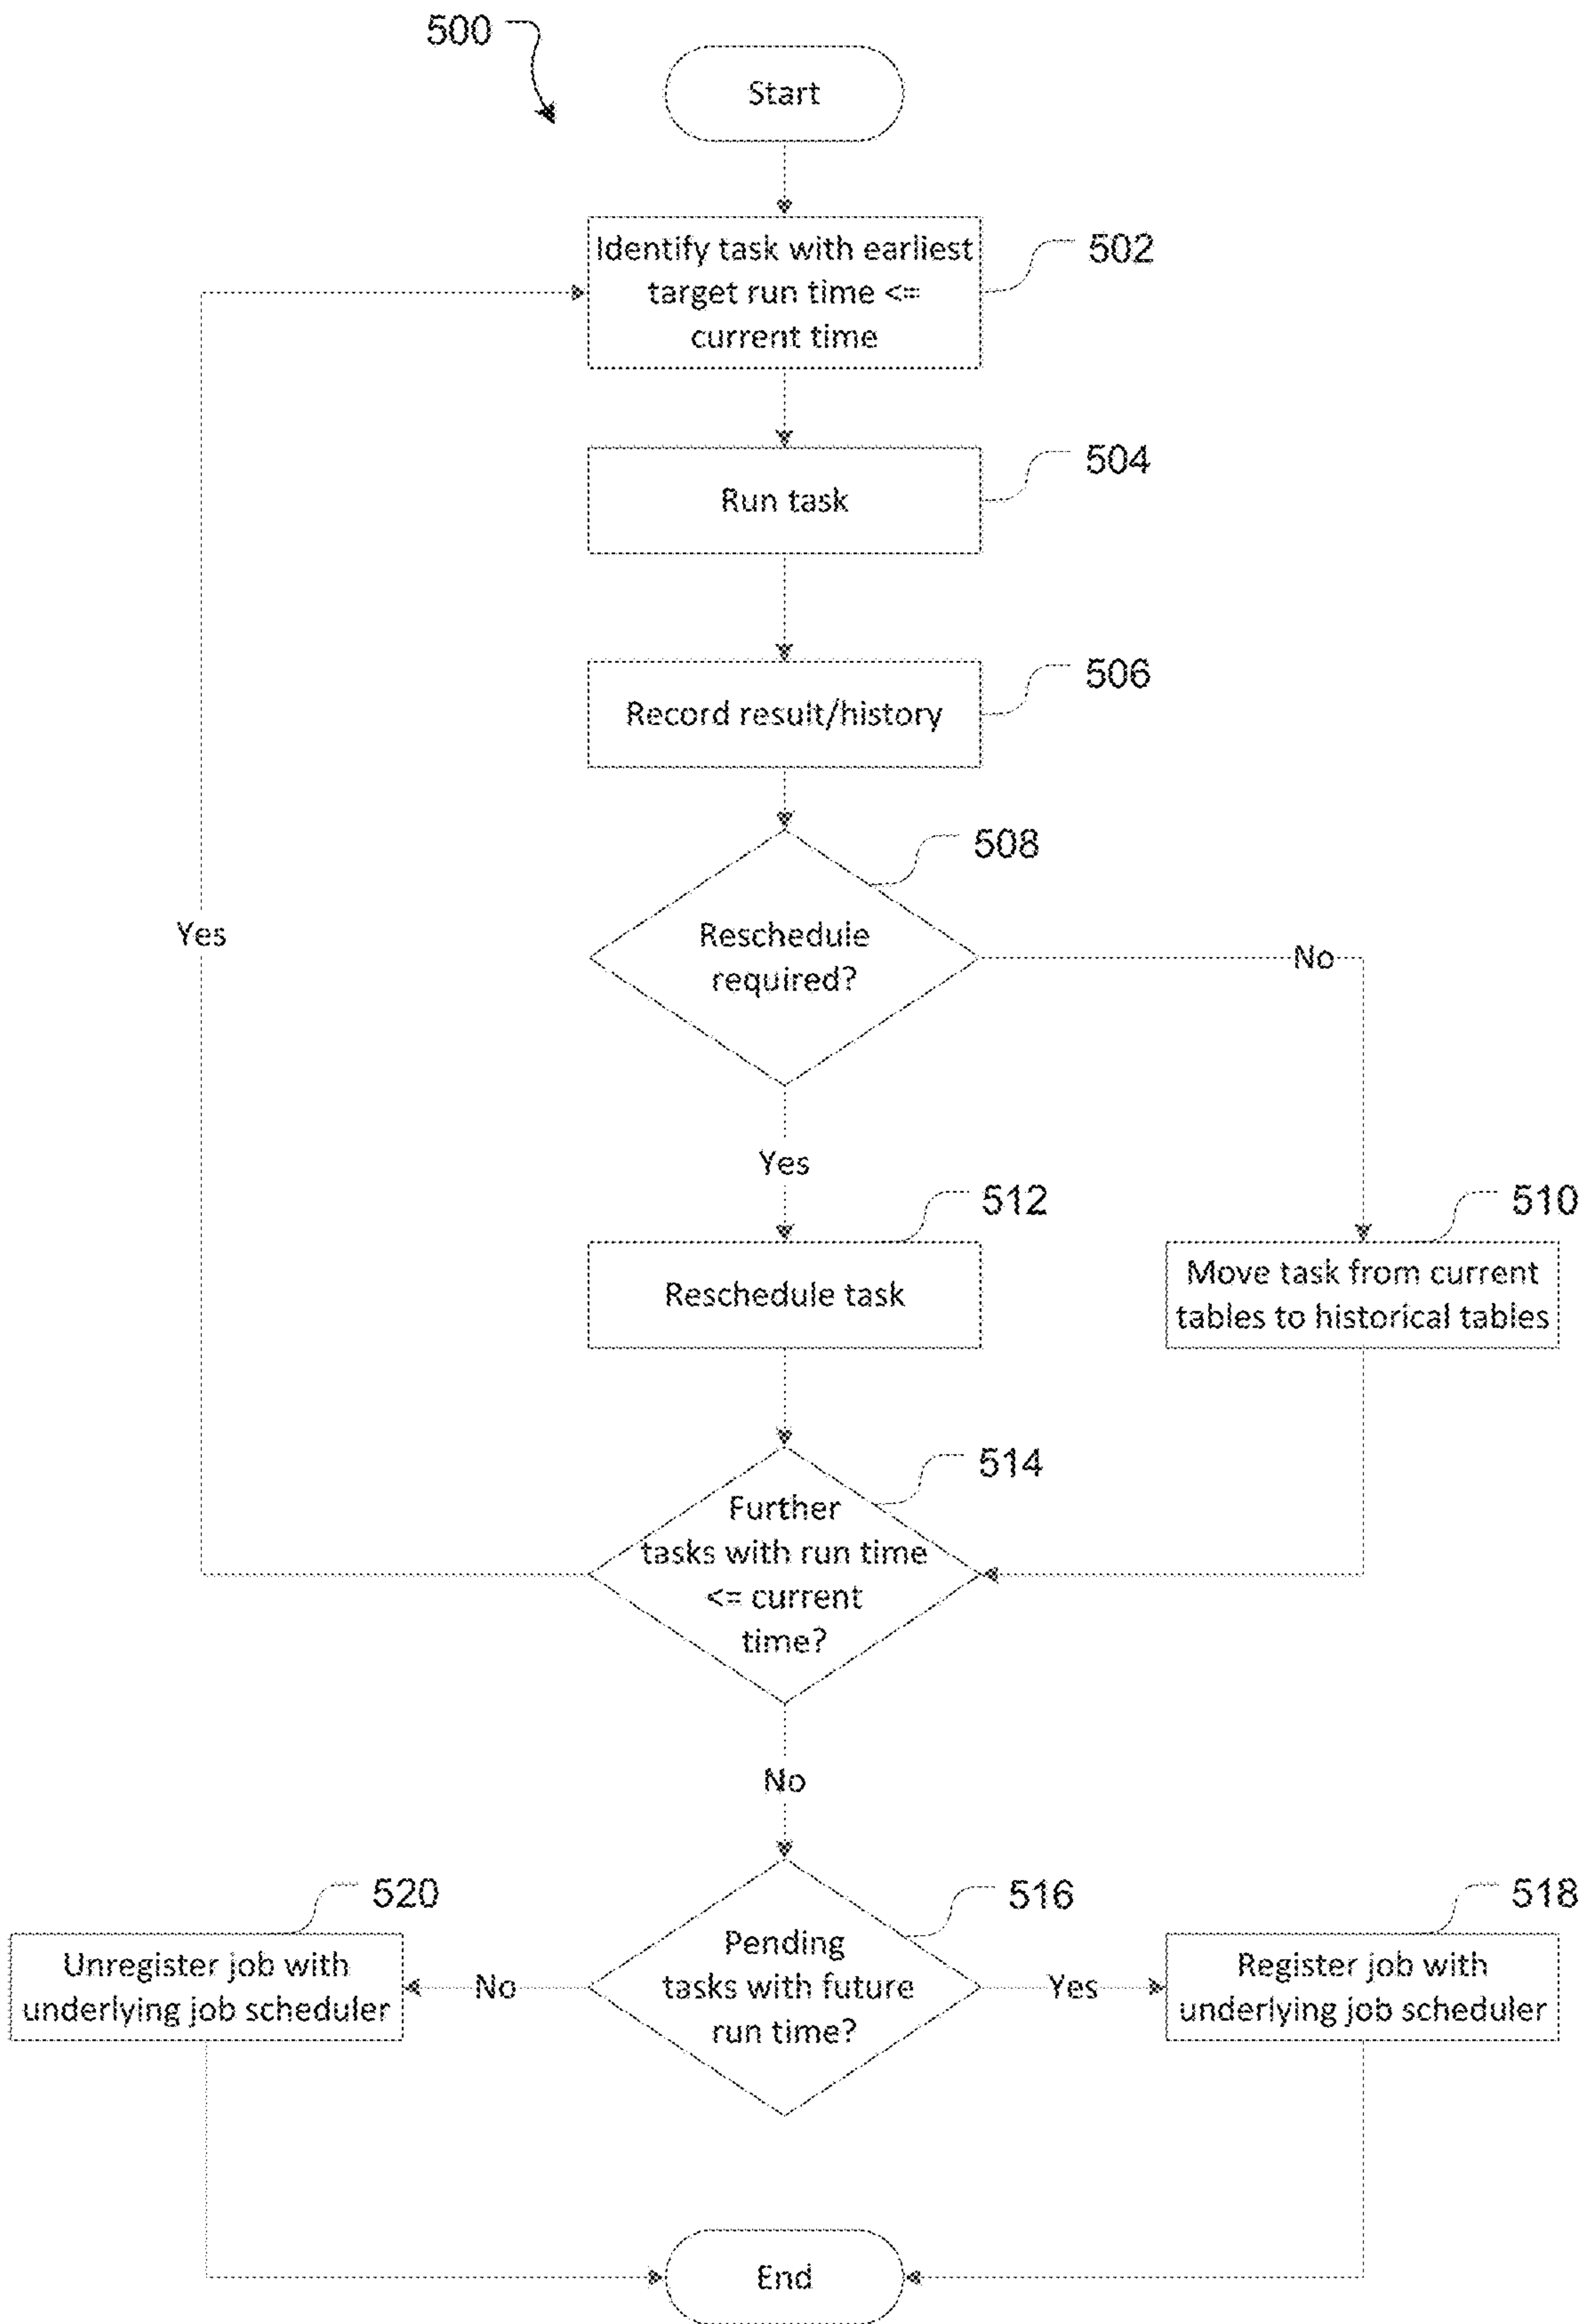 500
Start
Identify task with earliest
target run time <=
current time
502
Run task
504
Record result/history
506
508
Reschedule
required?
Yes
No
Yes
512
Reschedule task
510
Move task from current
tables to historical tables
514
Further
tasks with run time
<= current
time?
No
520
Unregister job with
underlying job scheduler
No
516
Pending
tasks with future
run time?
Yes
518
Register job with
underlying job scheduler
End